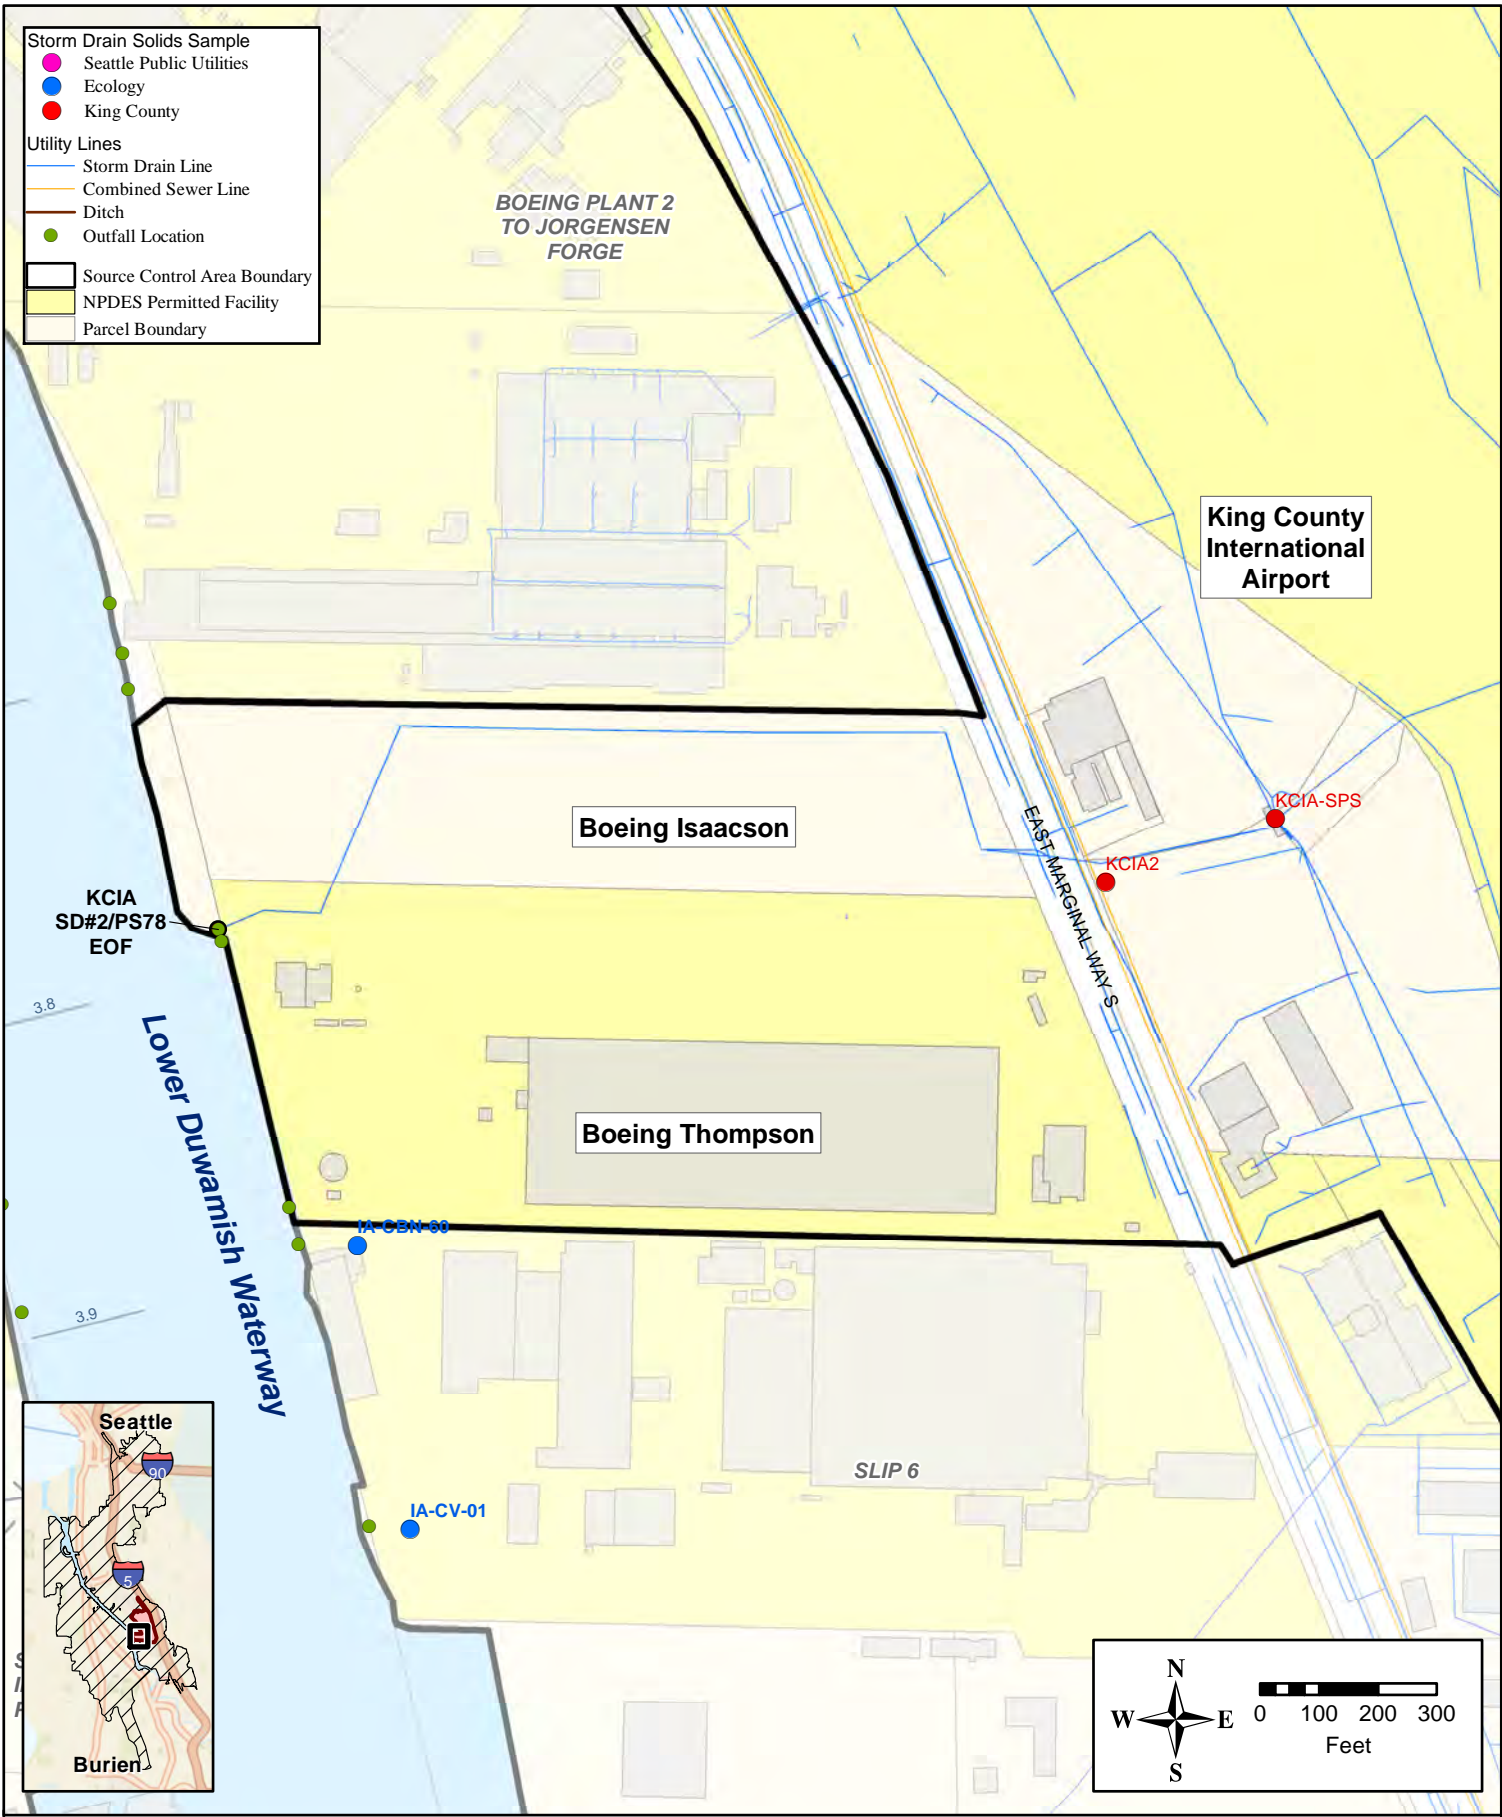 Storm Drain Solids Sample
Seattle Public Utilities
Ecology
King County
Utility Lines
Storm Drain Line
Combined Sewer Line
Ditch
Outfall Location
Source Control Area Boundary
NPDES Permitted Facility
Parcel Boundary
BOEING PLANT 2
TO JORGENSEN
FORGE
King County
International
Airport
KCIA-SPS
KCIA2
EAST MARGINAL WAY S
Boeing Isaacson
KCIA
SD#2/PS78
EOF
3.8
Lower Duwamish Waterway
Boeing Thompson
IA-CBN-60
3.9
SLIP 6
IA-CV-01
Seattle
90
5
Burien
S
I
N
W
E
S
0 100 200 300
Feet